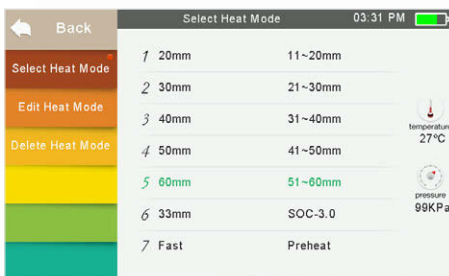 Back
Select Heat Mode 03:31 PM
Select Heat Mode
Edit Heat Mode
Delete Heat Mode
1 20mm 11~20mm
2 30mm 21~30mm
3 40mm 31~40mm
4 50mm 41~50mm
5 60mm 51~60mm
6 33mm SOC-3.0
7 Fast Preheat
temperature
27°C
pressure
99KPa